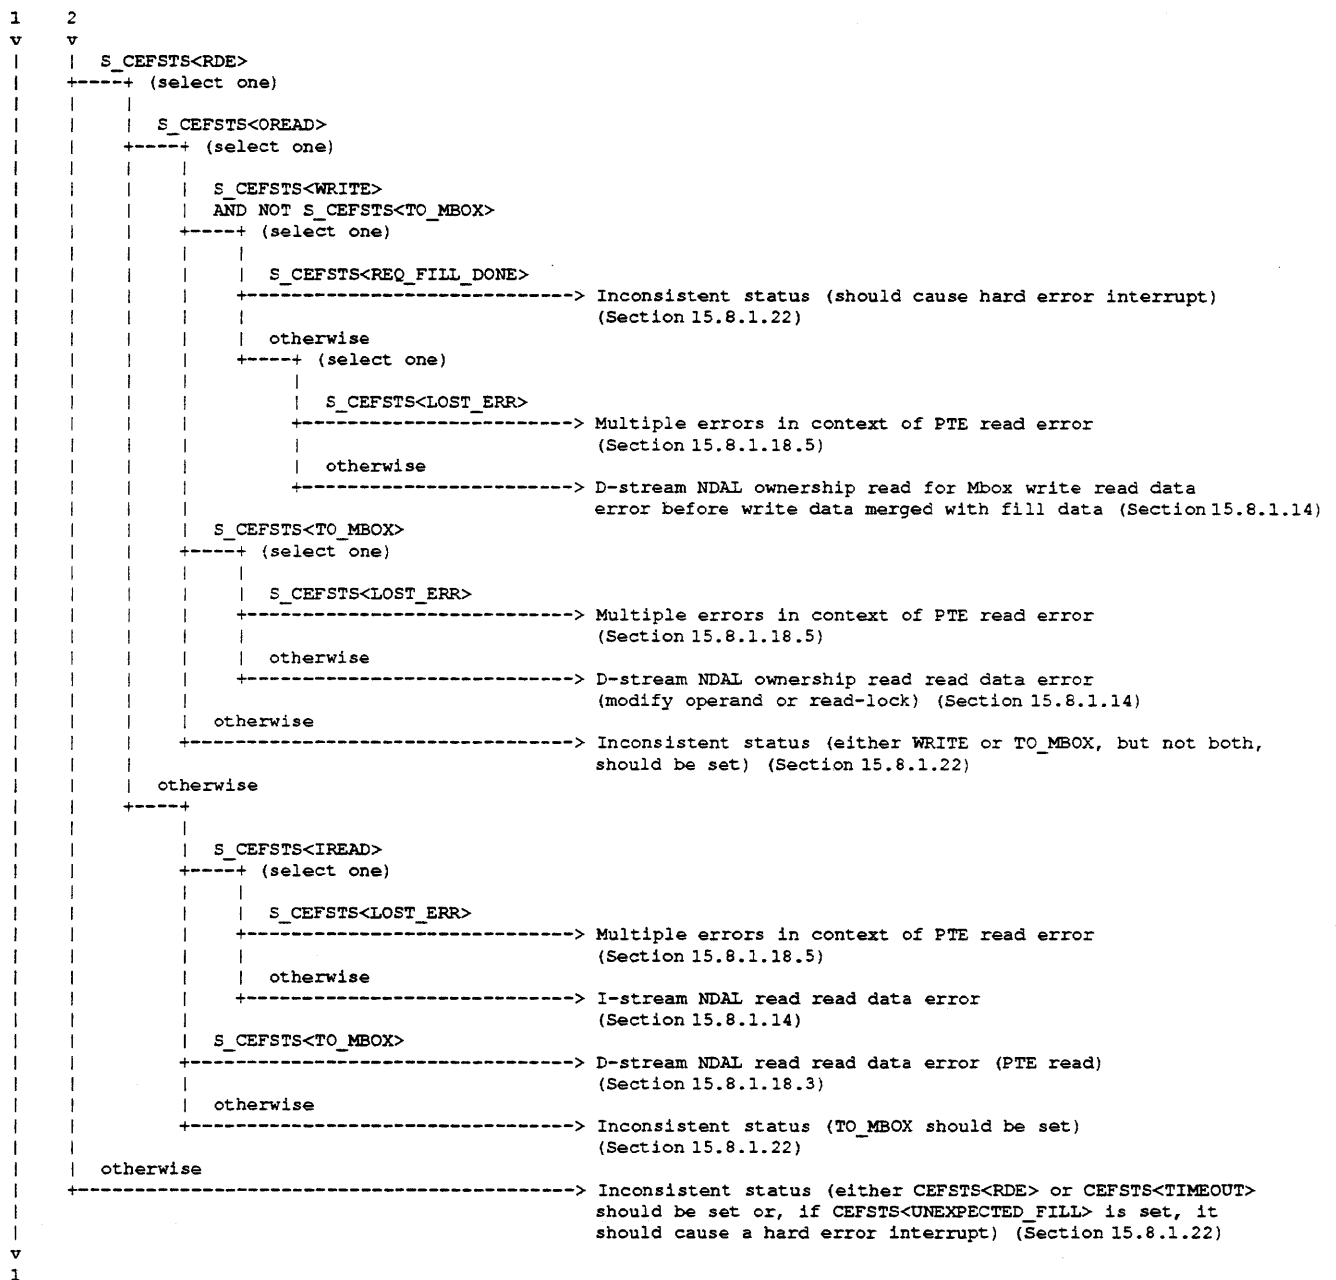 1 2
v v
S_CEFSTS<RDE>
(select one)
S_CEFSTS<OREAD>
(select one)
S_CEFSTS<WRITE>
AND NOT S_CEFSTS<TO_MBOX>
(select one)
S_CEFSTS<REQ_FILL_DONE>
Inconsistent status (should cause hard error interrupt)
(Section 15.8.1.22)
otherwise
(select one)
S_CEFSTS<LOST_ERR>
Multiple errors in context of PTE read error
(Section 15.8.1.18.5)
otherwise
D-stream NDAL ownership read for Mbox write read data
error before write data merged with fill data (Section 15.8.1.14)
S_CEFSTS<TO_MBOX>
(select one)
S_CEFSTS<LOST_ERR>
Multiple errors in context of PTE read error
(Section 15.8.1.18.5)
otherwise
D-stream NDAL ownership read read data error
(modify operand or read-lock) (Section 15.8.1.14)
otherwise
Inconsistent status (either WRITE or TO_MBOX, but not both,
should be set) (Section 15.8.1.22)
otherwise
S_CEFSTS<IREAD>
(select one)
S_CEFSTS<LOST_ERR>
Multiple errors in context of PTE read error
(Section 15.8.1.18.5)
otherwise
I-stream NDAL read read data error
(Section 15.8.1.14)
S_CEFSTS<TO_MBOX>
D-stream NDAL read read data error (PTE read)
(Section 15.8.1.18.3)
otherwise
Inconsistent status (TO_MBOX should be set)
(Section 15.8.1.22)
otherwise
Inconsistent status (either CEFSTS<RDE> or CEFSTS<TIMEOUT>
should be set or, if CEFSTS<UNEXPECTED_FILL> is set, it
should cause a hard error interrupt) (Section 15.8.1.22)
v
1